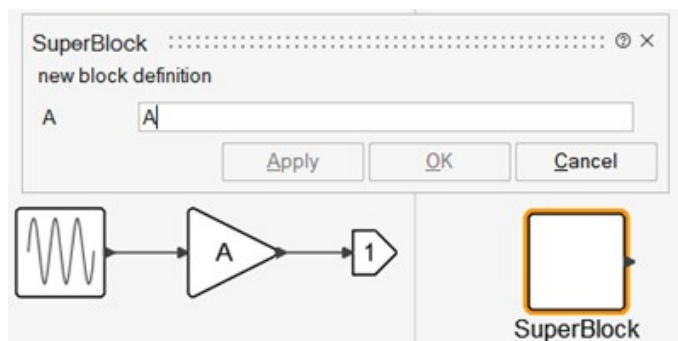 SuperBlock
new block definition
A A
Apply OK Cancel
A 1
SuperBlock